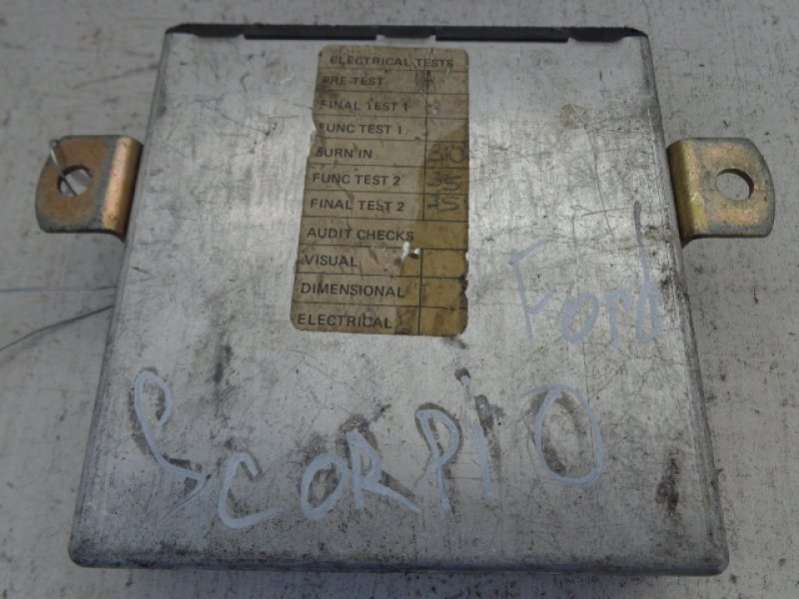 ELECTRICAL TESTS
PRE-TEST
FINAL TEST 1
FUNC TEST 1
BURN IN
FUNC TEST 2
FINAL TEST 2
AUDIT CHECKS
VISUAL
DIMENSIONAL
ELECTRICAL
Ford
SCORPIO